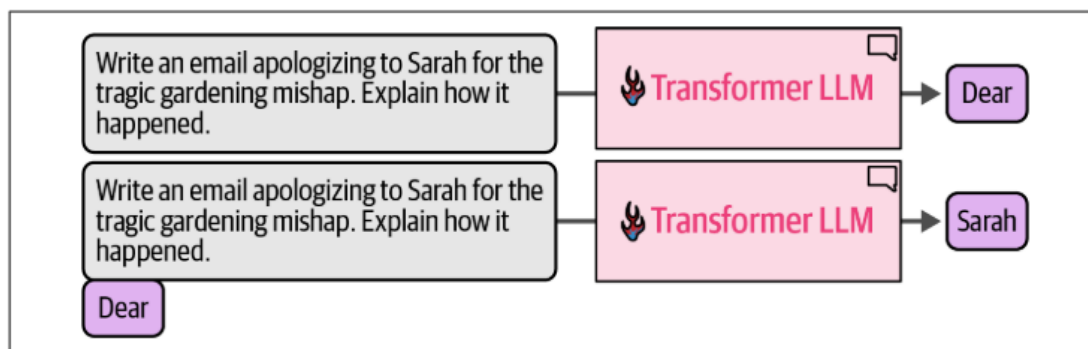 Write an email apologizing to Sarah for the
tragic gardening mishap. Explain how it
happened.
Transformer LLM
Dear
Write an email apologizing to Sarah for the
tragic gardening mishap. Explain how it
happened.
Transformer LLM
Sarah
Dear